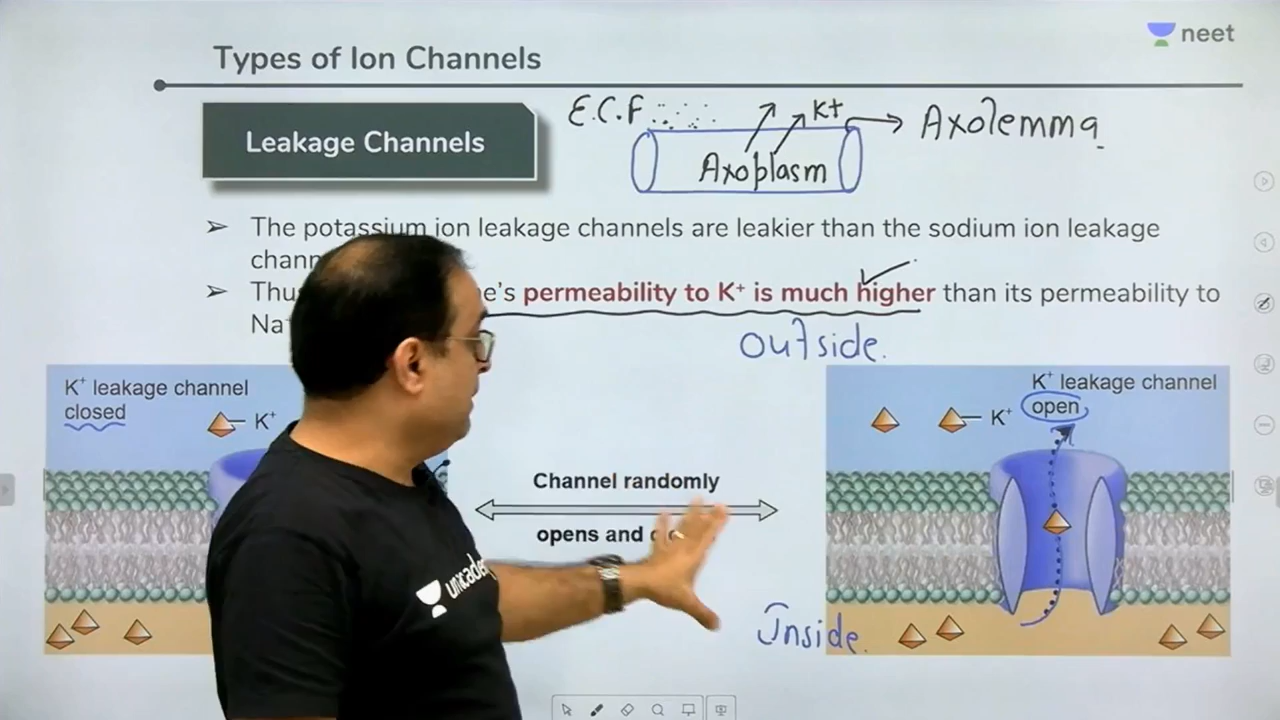 neet
Types of Ion Channels
Leakage Channels
E.C.F
K+
Axolemma
Axoplasm
➢ The potassium ion leakage channels are leakier than the sodium ion leakage
➢ permeability to K⁺ is much higher than its permeability to
outside.
K⁺ leakage channel
closed
K⁺
Channel randomly
opens and
K⁺ leakage channel
open
K⁺
Inside.
unacade